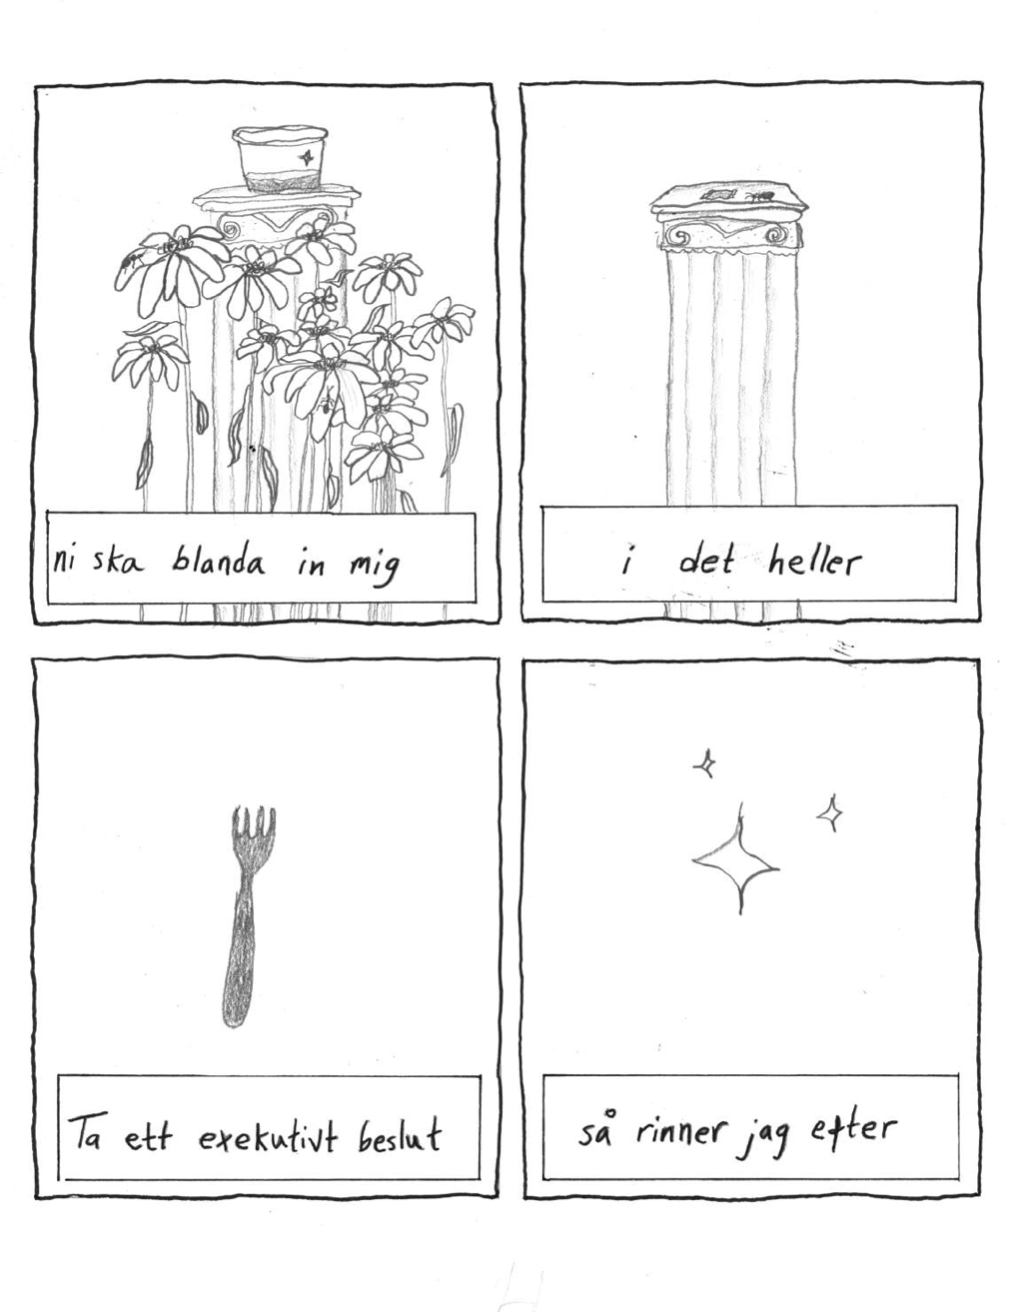 ni ska blanda in mig
i det heller
Ta ett exekutivt beslut
så rinner jag efter